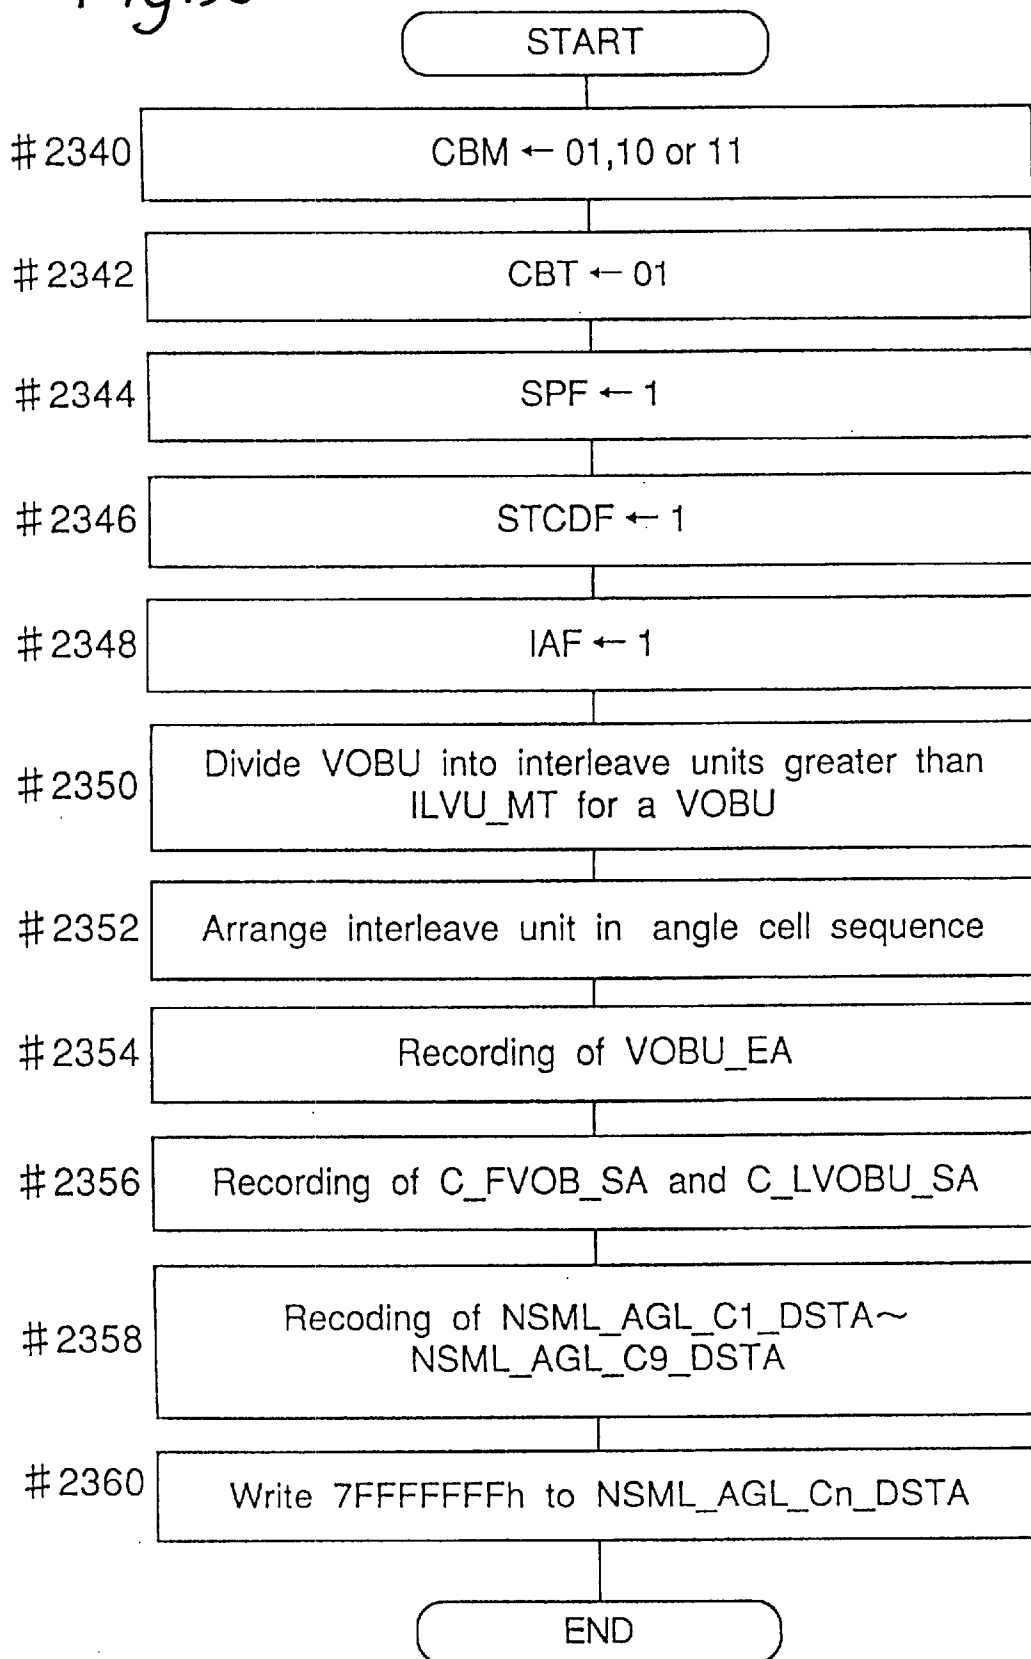 START
#2340
CBM ← 01,10 or 11
#2342
CBT ← 01
#2344
SPF ← 1
#2346
STCDF ← 1
#2348
IAF ← 1
#2350
Divide VOBU into interleave units greater than
ILVU_MT for a VOBU
#2352
Arrange interleave unit in angle cell sequence
#2354
Recording of VOBU_EA
#2356
Recording of C_FVOB_SA and C_LVOBU_SA
#2358
Recoding of NSML_AGL_C1_DSTA~
NSML_AGL_C9_DSTA
#2360
Write 7FFFFFFFh to NSML_AGL_Cn_DSTA
END